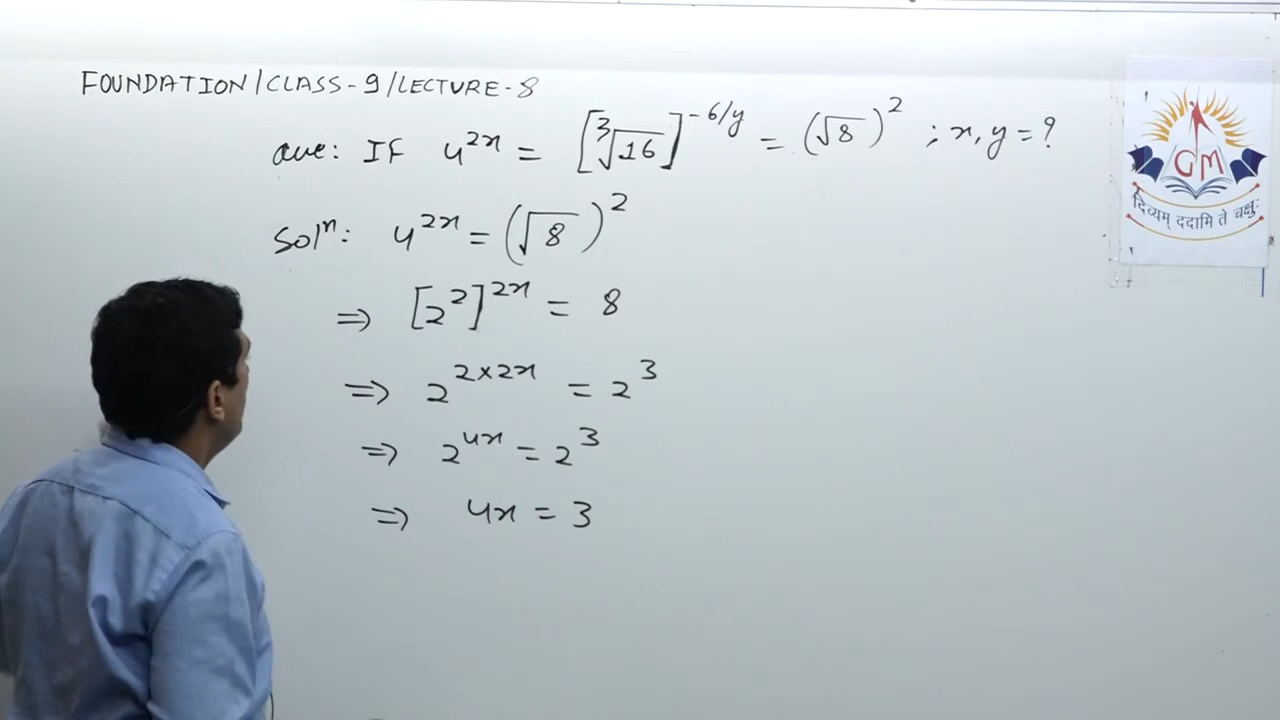 FOUNDATION/CLASS-9/LECTURE-8
Que: IF 4^{2x} = [∛16]^{-6/y} = (√8)^2 ; x, y = ?
Solⁿ: 4^{2x} = (√8)^2
⇒ [2^2]^{2x} = 8
⇒ 2^{2×2x} = 2^3
⇒ 2^{4x} = 2^3
⇒ 4x = 3
GM
दिव्यम् ददामि ते चक्षुः